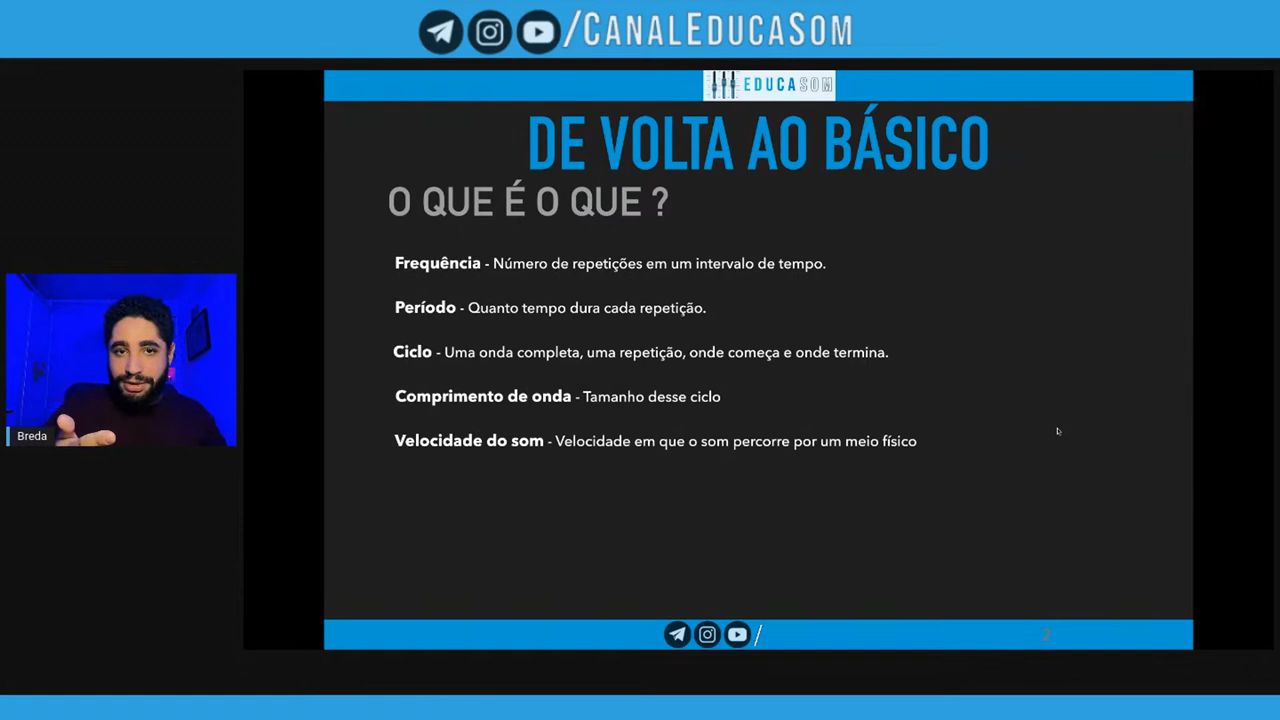 /CANALEDUCASOM
EDUCASOM
DE VOLTA AO BÁSICO
O QUE É O QUE ?
Frequência - Número de repetições em um intervalo de tempo.
Período - Quanto tempo dura cada repetição.
Ciclo - Uma onda completa, uma repetição, onde começa e onde termina.
Comprimento de onda - Tamanho desse ciclo
Velocidade do som - Velocidade em que o som percorre por um meio físico
Breda
/
2